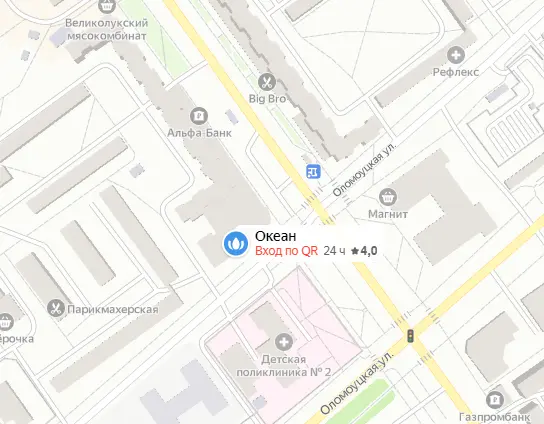 Великолукский
мясокомбинат
Рефлекс
Big Bro
Альфа-Банк
Оломоуцкая ул.
Магнит
Океан
Вход по QR 24 ч ★4,0
Парикмахерская
ёрочка
Детская
поликлиника № 2
Оломоуцкая ул.
Газпромбанк